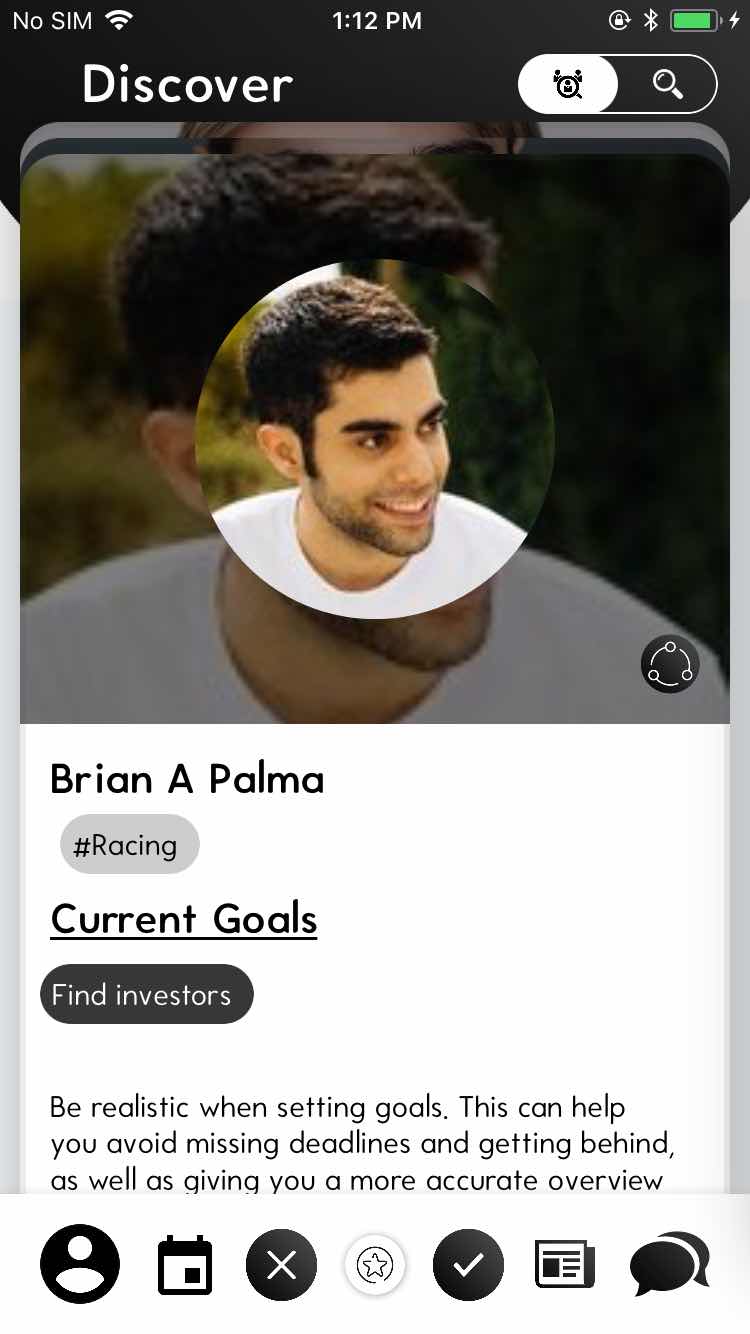 No SIM 1:12 PM
Discover
Brian A Palma
#Racing
Current Goals
Find investors
Be realistic when setting goals. This can help
you avoid missing deadlines and getting behind,
as well as giving you a more accurate overview